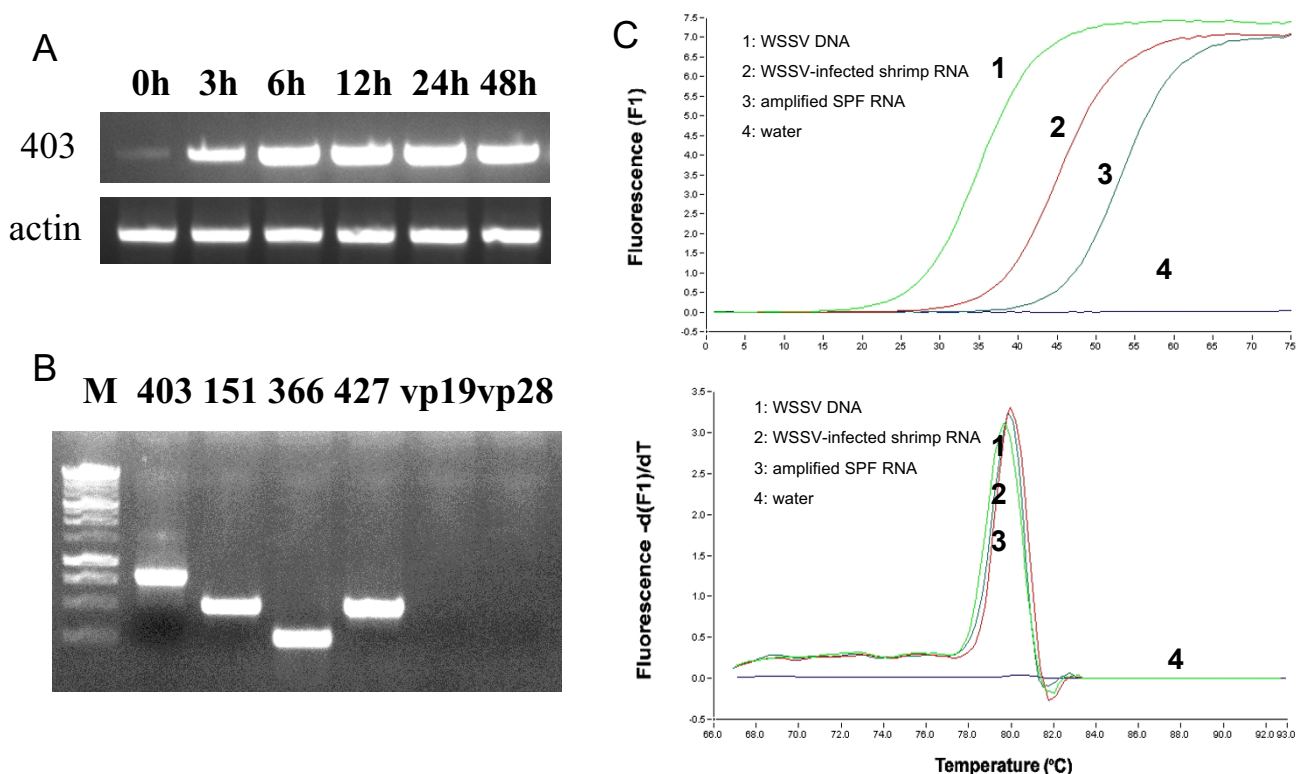 A
0h 3h 6h 12h 24h 48h
403
actin
B
M 403 151 366 427 vp19vp28
C
Fluorescence (F1)
7.5
7.0
6.5
6.0
5.5
5.0
4.5
4.0
3.5
3.0
2.5
2.0
1.5
1.0
0.5
0.0
-0.5
1: WSSV DNA
2: WSSV-infected shrimp RNA
3: amplified SPF RNA
4: water
1
2
3
4
0 5 10 15 20 25 30 35 40 45 50 55 60 65 70 75
Fluorescence -d(F1)/dT
3.5
3.0
2.5
2.0
1.5
1.0
0.5
0.0
-0.5
1: WSSV DNA
2: WSSV-infected shrimp RNA
3: amplified SPF RNA
4: water
1
2
3
4
66.0 68.0 70.0 72.0 74.0 76.0 78.0 80.0 82.0 84.0 86.0 88.0 90.0 92.0 93.0
Temperature (ºC)